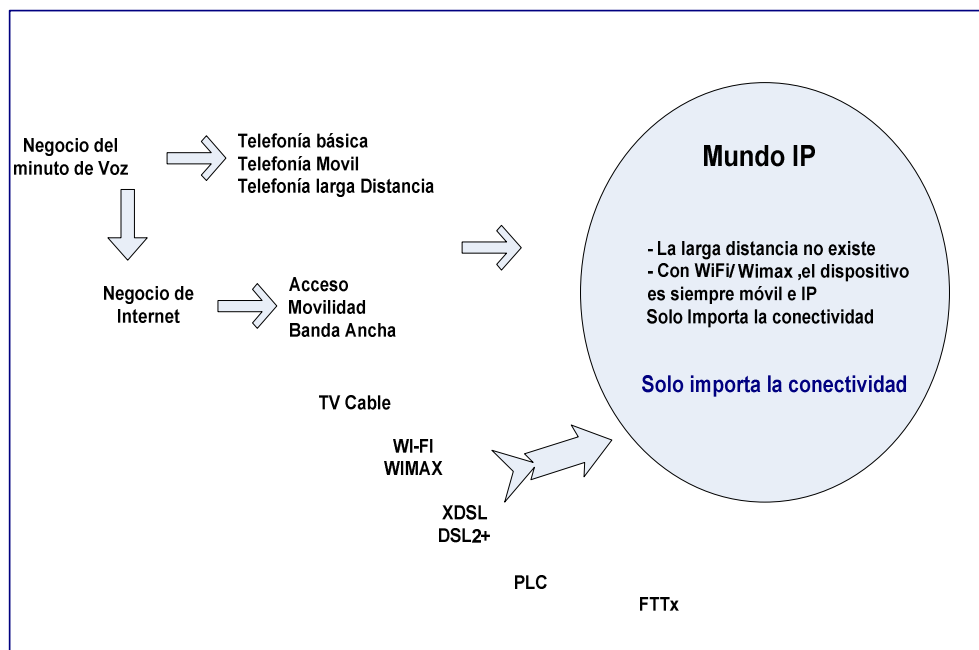 Negocio del
minuto de Voz
Telefonía básica
Telefonía Movil
Telefonía larga Distancia
Negocio de
Internet
Acceso
Movilidad
Banda Ancha
TV Cable
WI-FI
WIMAX
XDSL
DSL2+
PLC
FTTx
Mundo IP
- La larga distancia no existe
- Con WiFi/ Wimax ,el dispositivo
es siempre móvil e IP
Solo Importa la conectividad
Solo importa la conectividad